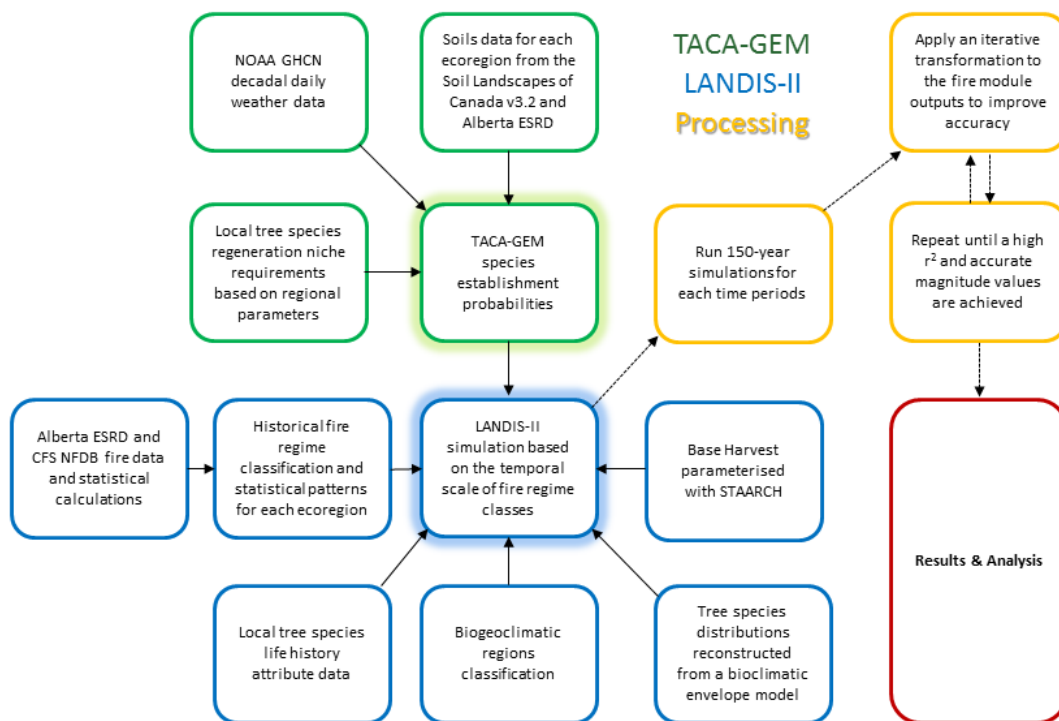 NOAA GHCN
decadal daily
weather data
Soils data for each
ecoregion from the
Soil Landscapes of
Canada v3.2 and
Alberta ESRD
TACA-GEM
LANDIS-II
Processing
Apply an iterative
transformation to
the fire module
outputs to improve
accuracy
Local tree species
regeneration niche
requirements
based on regional
parameters
TACA-GEM
species
establishment
probabilities
Run 150-year
simulations for
each time periods
Repeat until a high
r² and accurate
magnitude values
are achieved
Alberta ESRD and
CFS NFDB fire data
and statistical
calculations
Historical fire
regime
classification and
statistical patterns
for each ecoregion
LANDIS-II
simulation based
on the temporal
scale of fire regime
classes
Base Harvest
parameterised
with STAARCH
Results & Analysis
Local tree species
life history
attribute data
Biogeoclimatic
regions
classification
Tree species
distributions
reconstructed
from a bioclimatic
envelope model